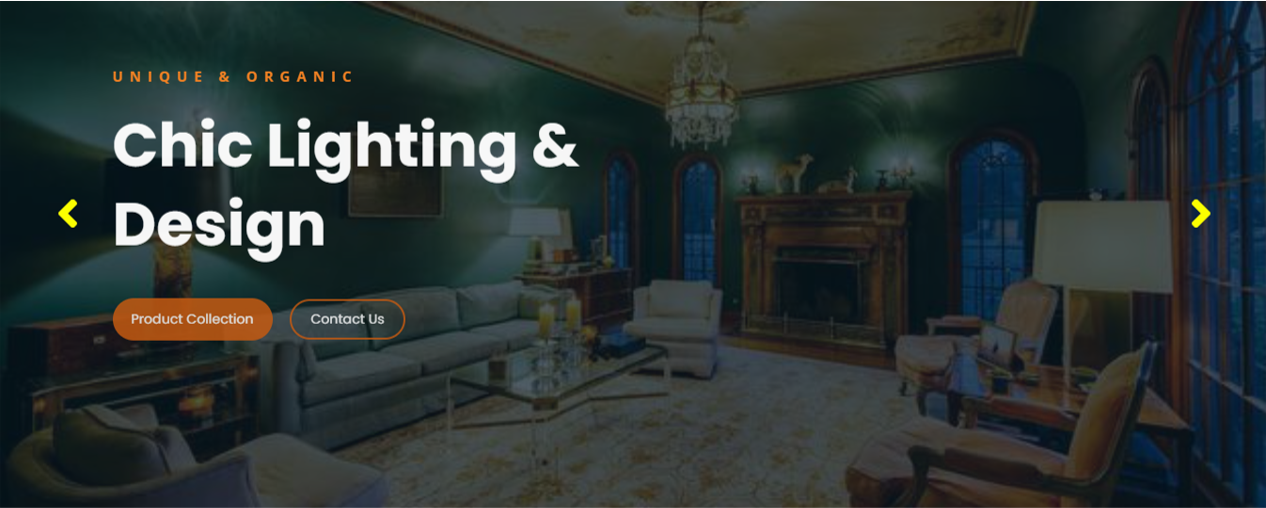 UNIQUE & ORGANIC
Chic Lighting &
Design
Product Collection
Contact Us